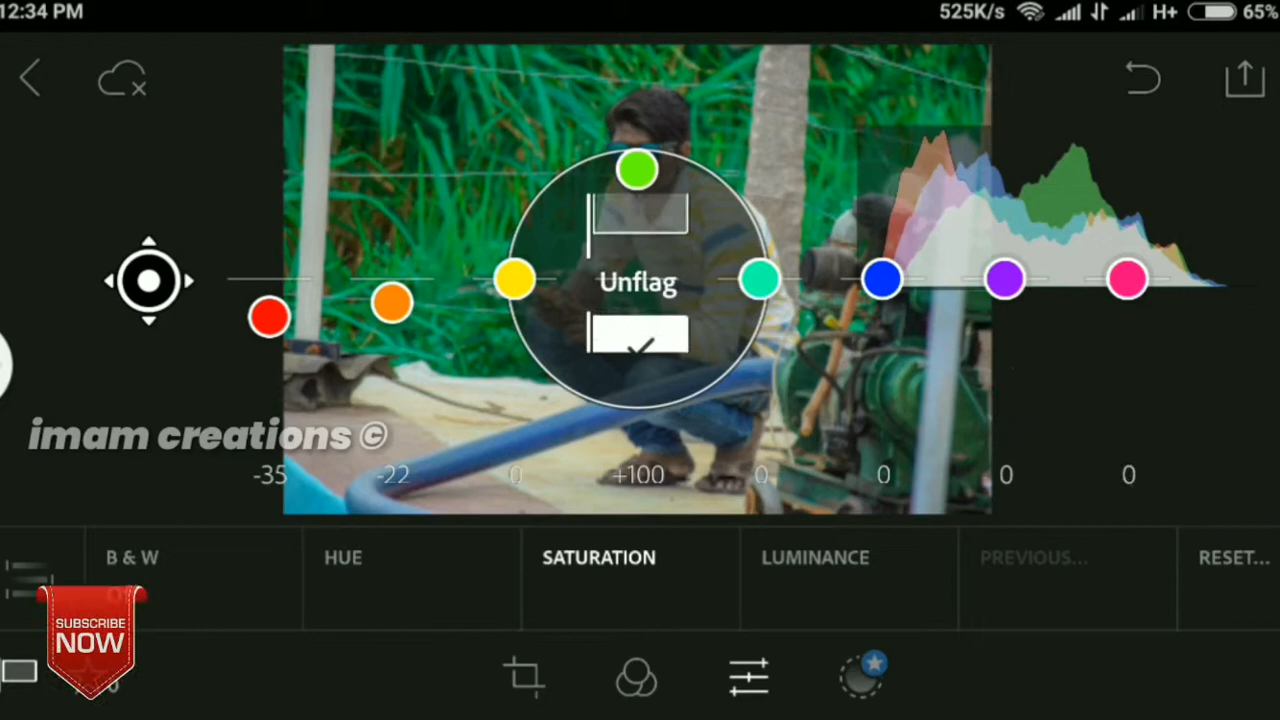 12:34 PM
525K/s
H+
65%
Unflag
imam creations ©
-35
-22
0
+100
0
0
0
0
B & W
HUE
SATURATION
LUMINANCE
PREVIOUS...
RESET...
SUBSCRIBE
NOW